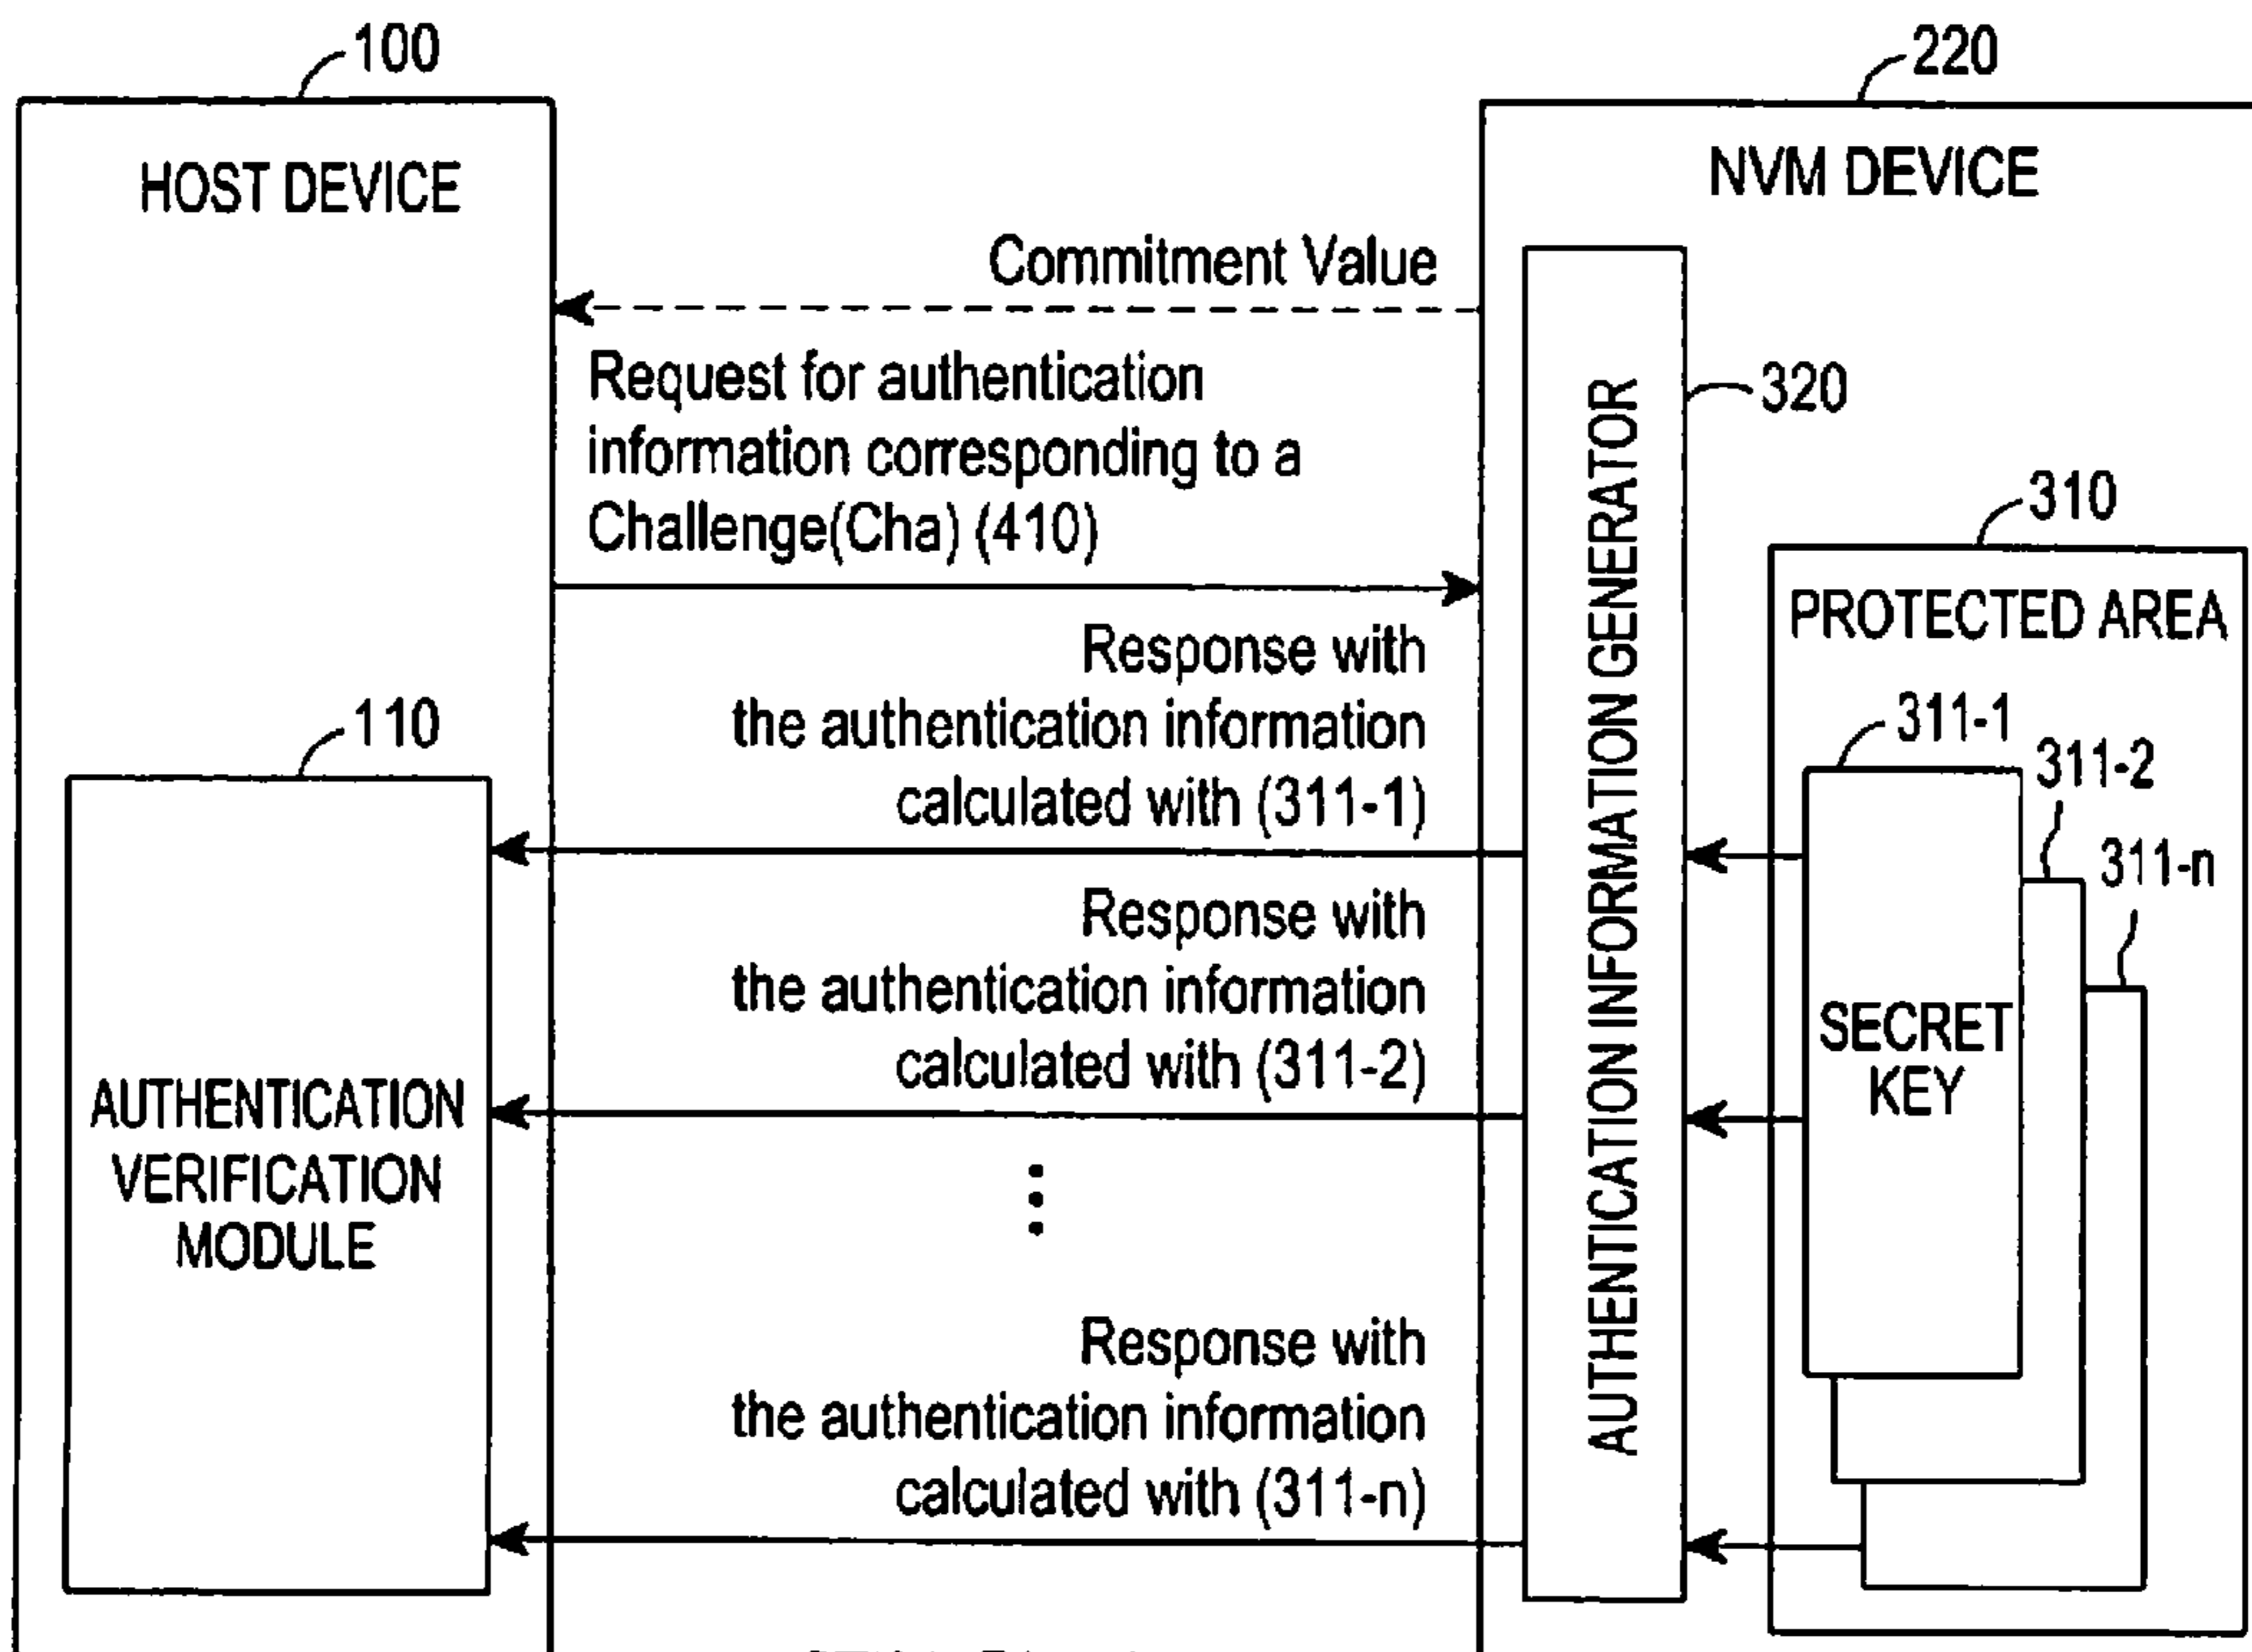 100
220
HOST DEVICE
NVM DEVICE
Commitment Value
Request for authentication
information corresponding to a
Challenge(Cha) (410)
320
310
PROTECTED AREA
Response with
the authentication information
calculated with (311-1)
110
311-1
311-2
311-n
AUTHENTICATION INFORMATION GENERATOR
Response with
the authentication information
calculated with (311-2)
SECRET
KEY
AUTHENTICATION
VERIFICATION
MODULE
Response with
the authentication information
calculated with (311-n)